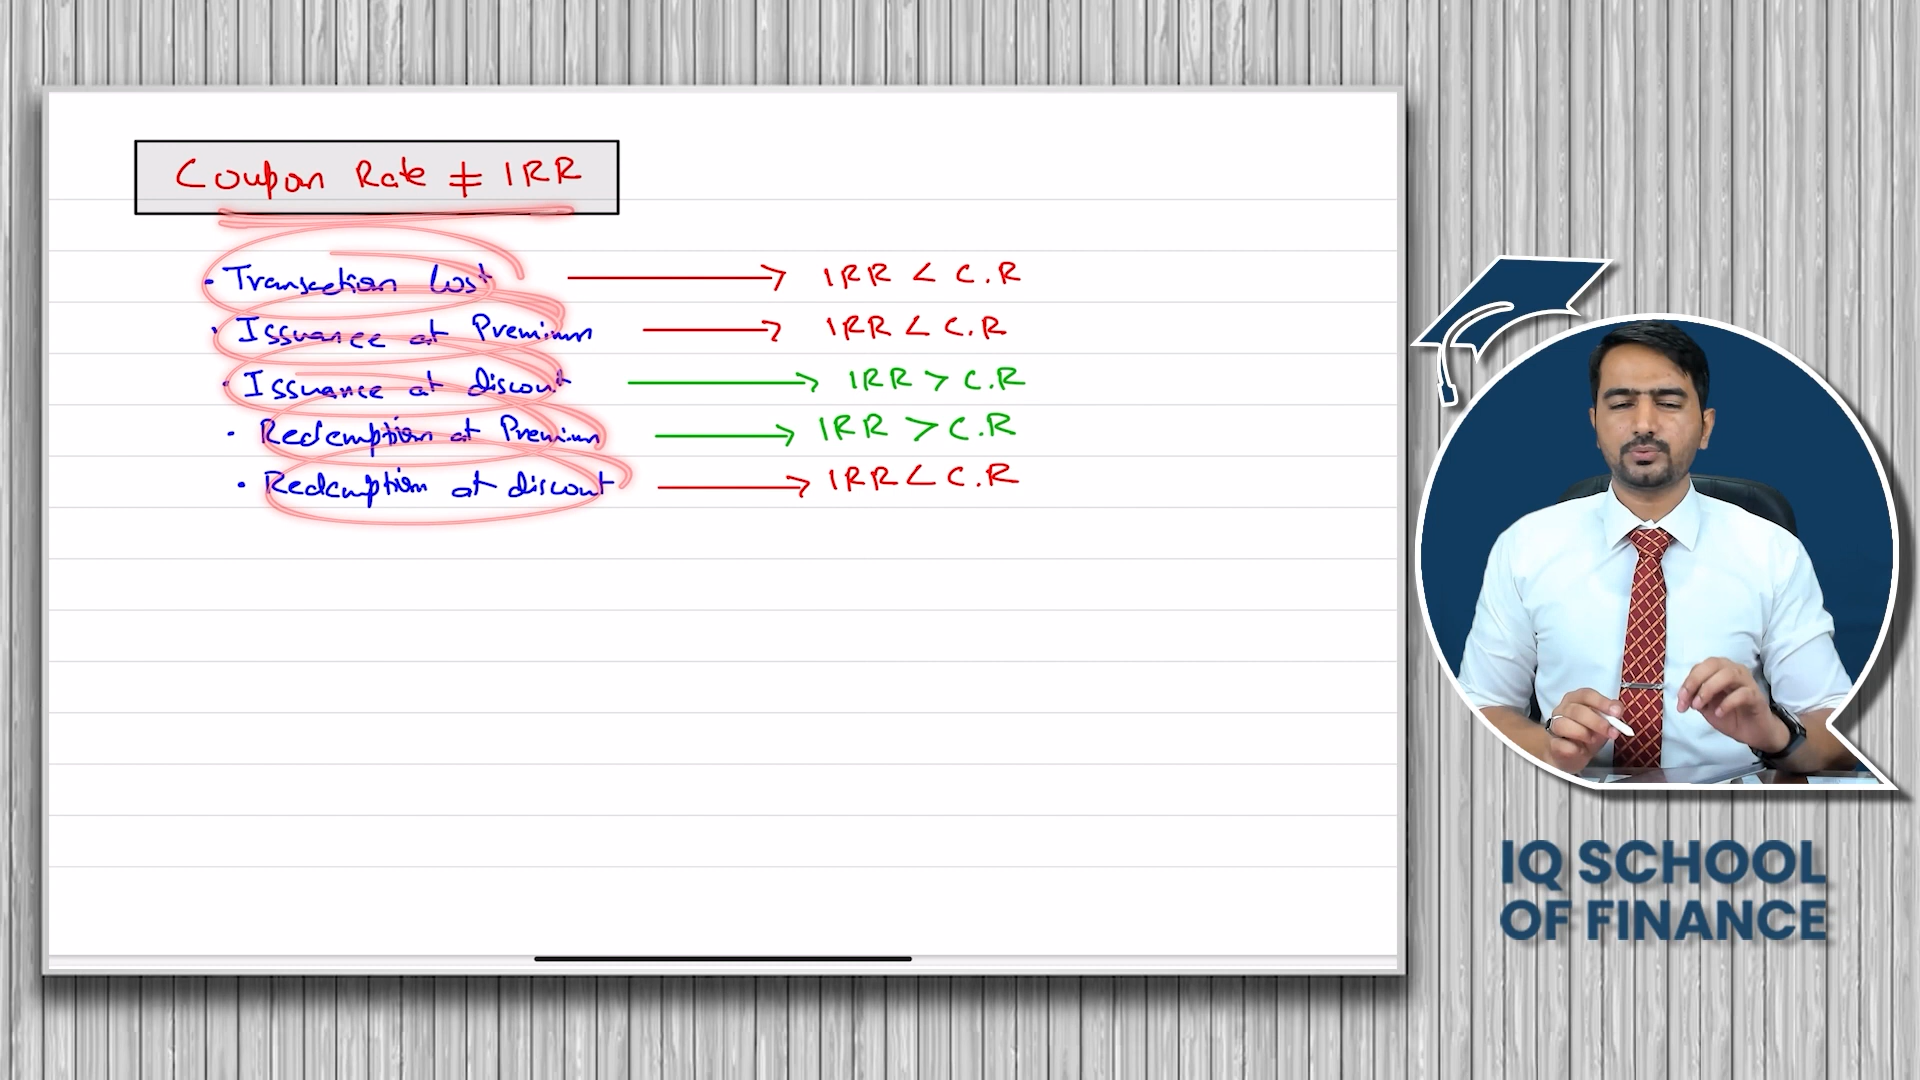 Coupon Rate ≠ IRR
· Transaction Cost → IRR < C.R
· Issuance at Premium → IRR < C.R
· Issuance at discount → IRR > C.R
· Redemption at Premium → IRR > C.R
· Redemption at discount → IRR < C.R
IQ SCHOOL
OF FINANCE